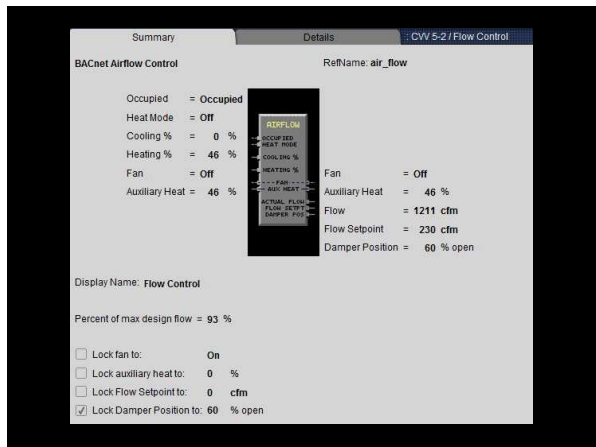 Summary
Details
:: CVV 5-2 / Flow Control
BACnet Airflow Control
RefName: air_flow
Occupied = Occupied
Heat Mode = Off
Cooling % = 0 %
Heating % = 46 %
Fan = Off
Auxiliary Heat = 46 %
AIRFLOW
OCCUPIED
HEAT MODE
COOLING %
HEATING %
FAN
AUX HEAT
ACTUAL FLOW
FLOW SETPT
DAMPER POS
Fan = Off
Auxiliary Heat = 46 %
Flow = 1211 cfm
Flow Setpoint = 230 cfm
Damper Position = 60 % open
Display Name: Flow Control
Percent of max design flow = 93 %
Lock fan to: On
Lock auxiliary heat to: 0 %
Lock Flow Setpoint to: 0 cfm
Lock Damper Position to: 60 % open